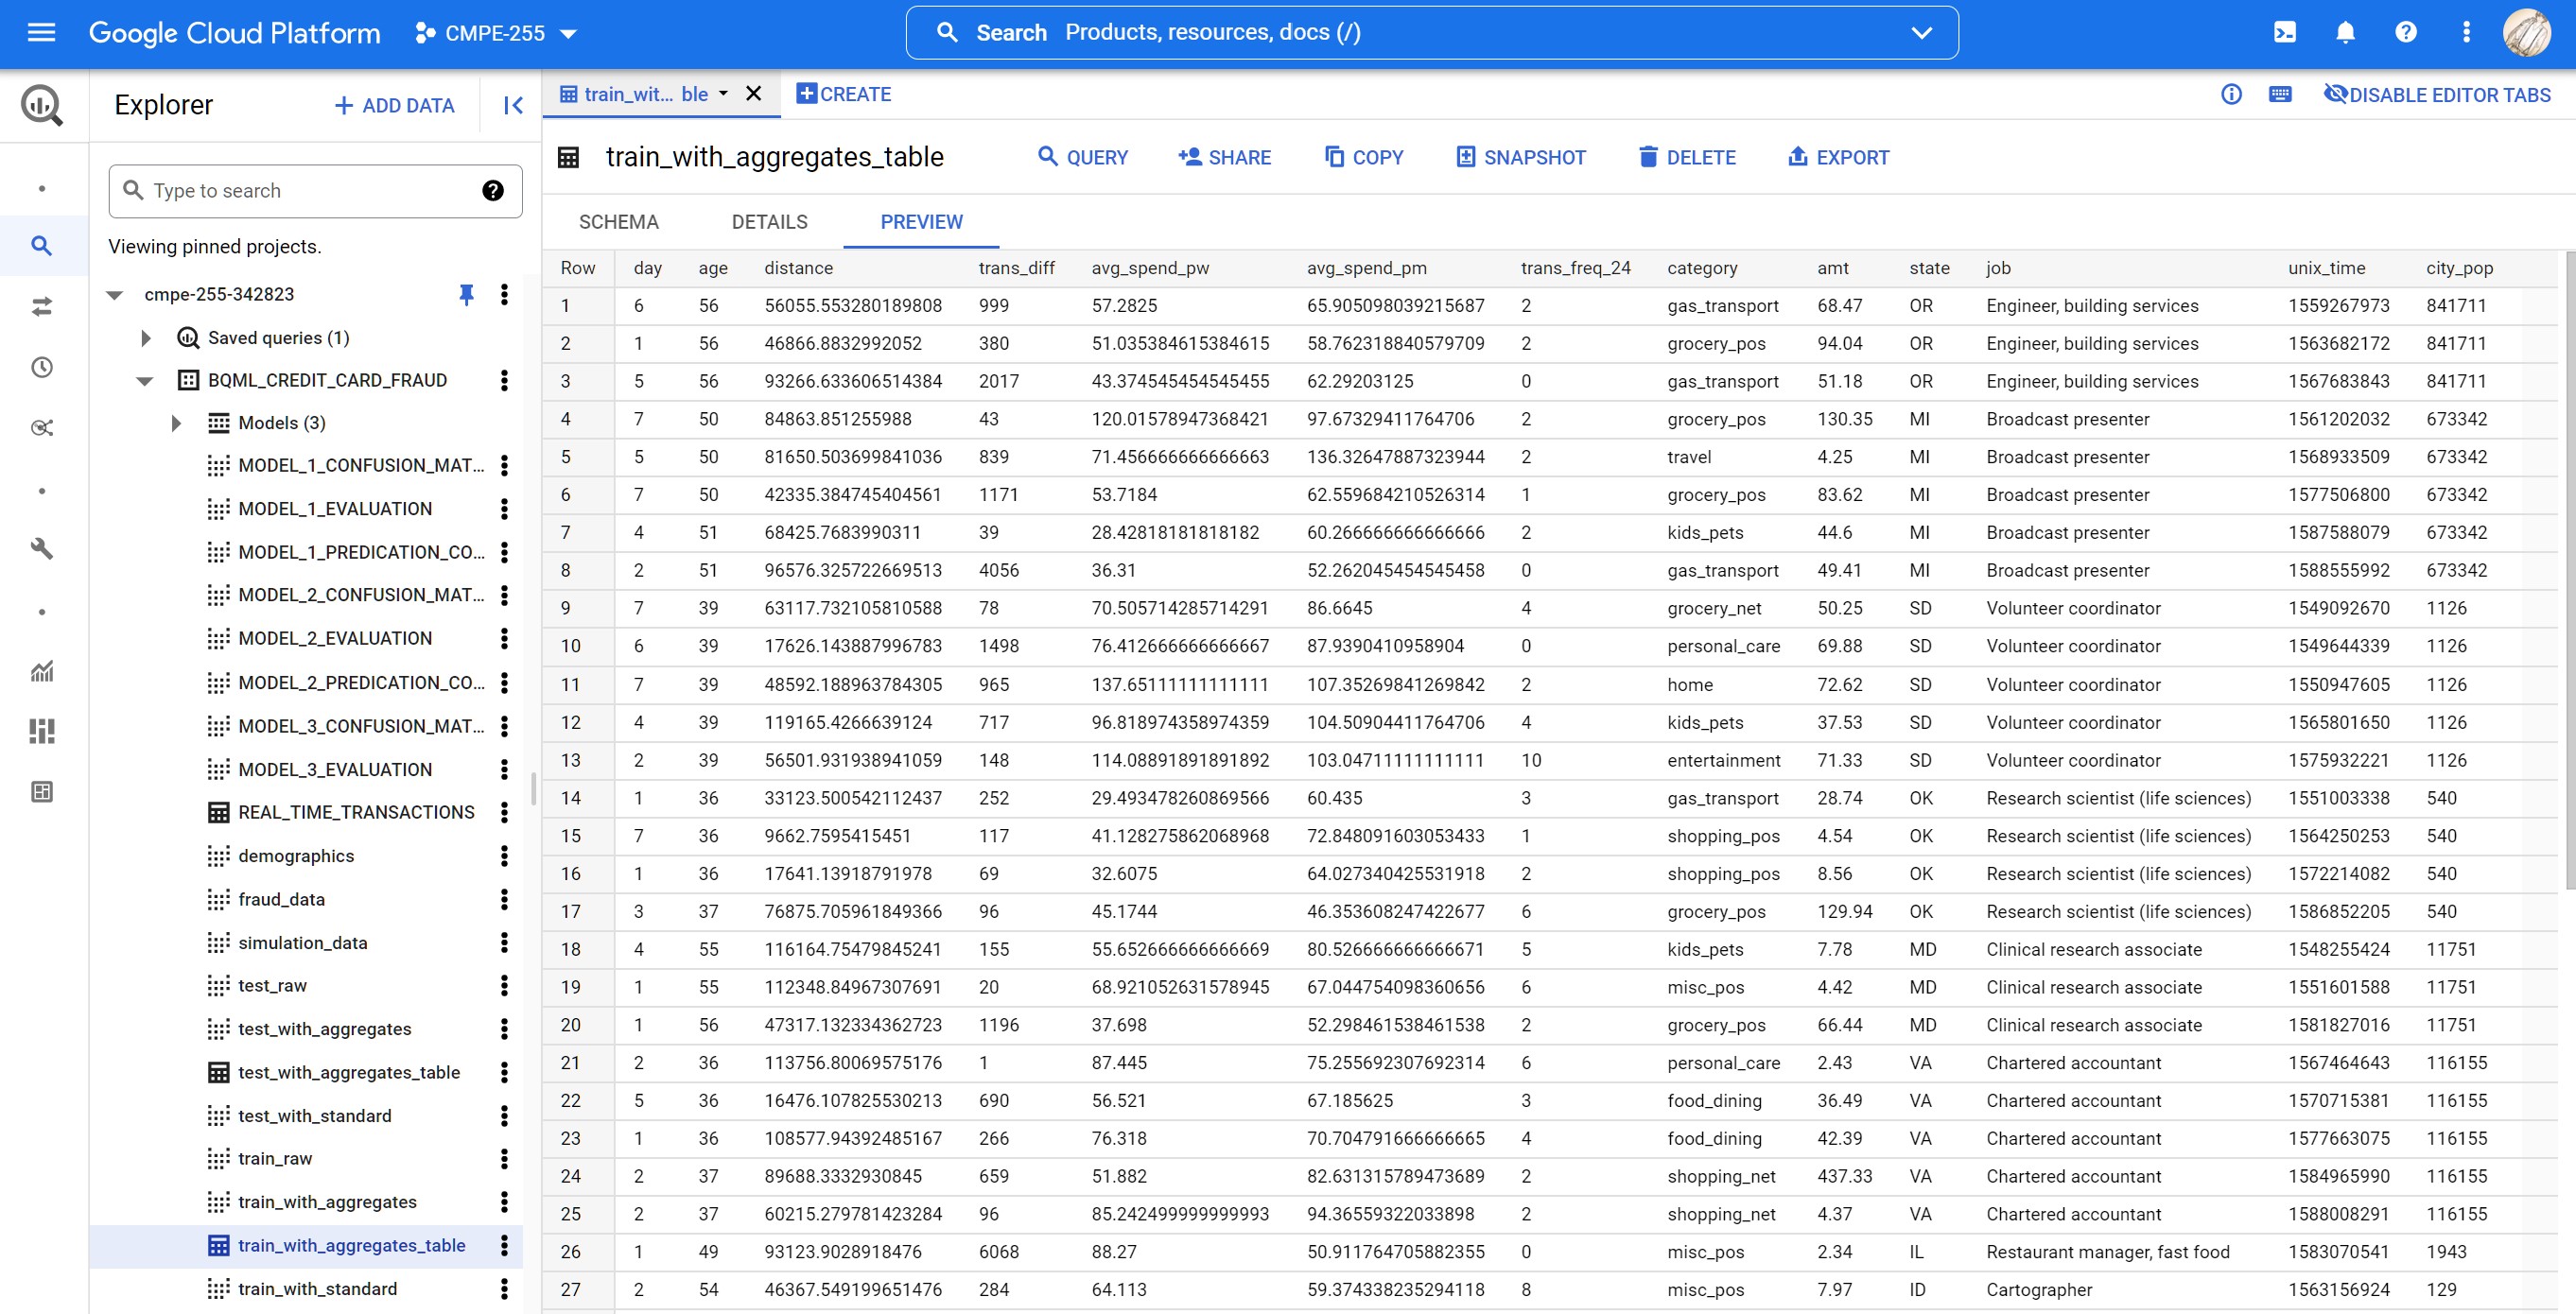 Google Cloud Platform CMPE-255 Search Products, resources, docs (/)
Explorer + ADD DATA
Type to search
Viewing pinned projects.
cmpe-255-342823
Saved queries (1)
BQML_CREDIT_CARD_FRAUD
Models (3)
MODEL_1_CONFUSION_MAT...
MODEL_1_EVALUATION
MODEL_1_PREDICATION_CO...
MODEL_2_CONFUSION_MAT...
MODEL_2_EVALUATION
MODEL_2_PREDICATION_CO...
MODEL_3_CONFUSION_MAT...
MODEL_3_EVALUATION
REAL_TIME_TRANSACTIONS
demographics
fraud_data
simulation_data
test_raw
test_with_aggregates
test_with_aggregates_table
test_with_standard
train_raw
train_with_aggregates
train_with_aggregates_table
train_with_standard
train_wit... ble CREATE DISABLE EDITOR TABS
train_with_aggregates_table QUERY SHARE COPY SNAPSHOT DELETE EXPORT
SCHEMA DETAILS PREVIEW
Row day age distance trans_diff avg_spend_pw avg_spend_pm trans_freq_24 category amt state job unix_time city_pop
1 6 56 56055.553280189808 999 57.2825 65.905098039215687 2 gas_transport 68.47 OR Engineer, building services 1559267973 841711
2 1 56 46866.8832992052 380 51.035384615384615 58.762318840579709 2 grocery_pos 94.04 OR Engineer, building services 1563682172 841711
3 5 56 93266.633606514384 2017 43.374545454545455 62.29203125 0 gas_transport 51.18 OR Engineer, building services 1567683843 841711
4 7 50 84863.851255988 43 120.01578947368421 97.67329411764706 2 grocery_pos 130.35 MI Broadcast presenter 1561202032 673342
5 5 50 81650.503699841036 839 71.456666666666663 136.32647887323944 2 travel 4.25 MI Broadcast presenter 1568933509 673342
6 7 50 42335.384745404561 1171 53.7184 62.559684210526314 1 grocery_pos 83.62 MI Broadcast presenter 1577506800 673342
7 4 51 68425.7683990311 39 28.42818181818182 60.266666666666666 2 kids_pets 44.6 MI Broadcast presenter 1587588079 673342
8 2 51 96576.325722669513 4056 36.31 52.262045454545458 0 gas_transport 49.41 MI Broadcast presenter 1588555992 673342
9 7 39 63117.732105810588 78 70.505714285714291 86.6645 4 grocery_net 50.25 SD Volunteer coordinator 1549092670 1126
10 6 39 17626.143887996783 1498 76.412666666666667 87.9390410958904 0 personal_care 69.88 SD Volunteer coordinator 1549644339 1126
11 7 39 48592.188963784305 965 137.65111111111111 107.35269841269842 2 home 72.62 SD Volunteer coordinator 1550947605 1126
12 4 39 119165.4266639124 717 96.818974358974359 104.50904411764706 4 kids_pets 37.53 SD Volunteer coordinator 1565801650 1126
13 2 39 56501.931938941059 148 114.08891891891892 103.04711111111111 10 entertainment 71.33 SD Volunteer coordinator 1575932221 1126
14 1 36 33123.500542112437 252 29.493478260869566 60.435 3 gas_transport 28.74 OK Research scientist (life sciences) 1551003338 540
15 7 36 9662.7595415451 117 41.128275862068968 72.848091603053433 1 shopping_pos 4.54 OK Research scientist (life sciences) 1564250253 540
16 1 36 17641.13918791978 69 32.6075 64.027340425531918 2 shopping_pos 8.56 OK Research scientist (life sciences) 1572214082 540
17 3 37 76875.705961849366 96 45.1744 46.353608247422677 6 grocery_pos 129.94 OK Research scientist (life sciences) 1586852205 540
18 4 55 116164.75479845241 155 55.652666666666669 80.526666666666671 5 kids_pets 7.78 MD Clinical research associate 1548255424 11751
19 1 55 112348.84967307691 20 68.921052631578945 67.044754098360656 6 misc_pos 4.42 MD Clinical research associate 1551601588 11751
20 1 56 47317.132334362723 1196 37.698 52.298461538461538 2 grocery_pos 66.44 MD Clinical research associate 1581827016 11751
21 2 36 113756.80069575176 1 87.445 75.255692307692314 6 personal_care 2.43 VA Chartered accountant 1567464643 116155
22 5 36 16476.107825530213 690 56.521 67.185625 3 food_dining 36.49 VA Chartered accountant 1570715381 116155
23 1 36 108577.94392485167 266 76.318 70.704791666666665 4 food_dining 42.39 VA Chartered accountant 1577663075 116155
24 2 37 89688.3332930845 659 51.882 82.631315789473689 2 shopping_net 437.33 VA Chartered accountant 1584965990 116155
25 2 37 60215.279781423284 96 85.242499999999993 94.36559322033898 2 shopping_net 4.37 VA Chartered accountant 1588008291 116155
26 1 49 93123.9028918476 6068 88.27 50.911764705882355 0 misc_pos 2.34 IL Restaurant manager, fast food 1583070541 1943
27 2 54 46367.549199651476 284 64.113 59.374338235294118 8 misc_pos 7.97 ID Cartographer 1563156924 129